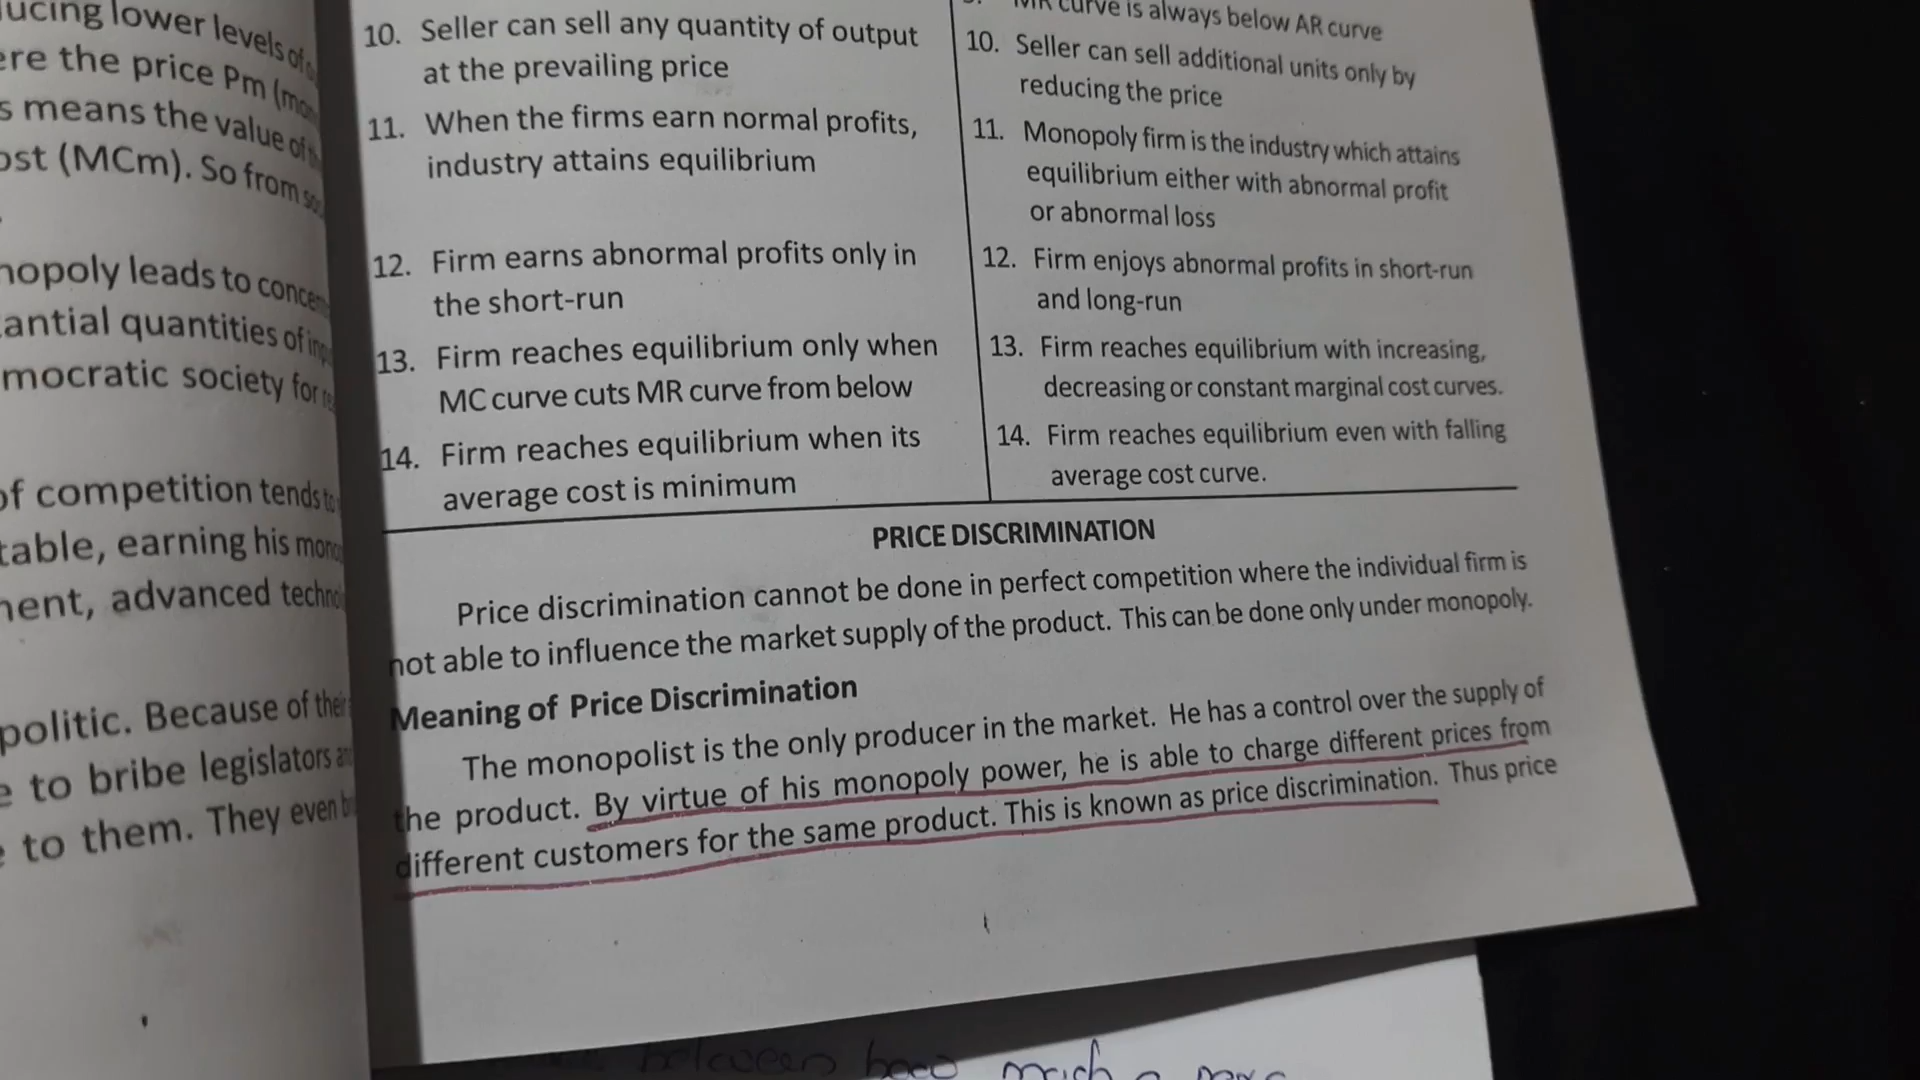 ucing lower levels of
ere the price Pm
s means the value of
ost (MCm). So from
nopoly leads to
antial quantities of
mocratic society for
of competition tends
table, earning his
nent, advanced
politic. Because of their
e to bribe legislators
e to them. They even
10. Seller can sell any quantity of output
at the prevailing price
11. When the firms earn normal profits,
industry attains equilibrium
12. Firm earns abnormal profits only in
the short-run
13. Firm reaches equilibrium only when
MC curve cuts MR curve from below
14. Firm reaches equilibrium when its
average cost is minimum
MR curve is always below AR curve
10. Seller can sell additional units only by
reducing the price
11. Monopoly firm is the industry which attains
equilibrium either with abnormal profit
or abnormal loss
12. Firm enjoys abnormal profits in short-run
and long-run
13. Firm reaches equilibrium with increasing,
decreasing or constant marginal cost curves.
14. Firm reaches equilibrium even with falling
average cost curve.
PRICE DISCRIMINATION
Price discrimination cannot be done in perfect competition where the individual firm is
not able to influence the market supply of the product. This can be done only under monopoly.
Meaning of Price Discrimination
The monopolist is the only producer in the market. He has a control over the supply of
the product. By virtue of his monopoly power, he is able to charge different prices from
different customers for the same product. This is known as price discrimination. Thus price